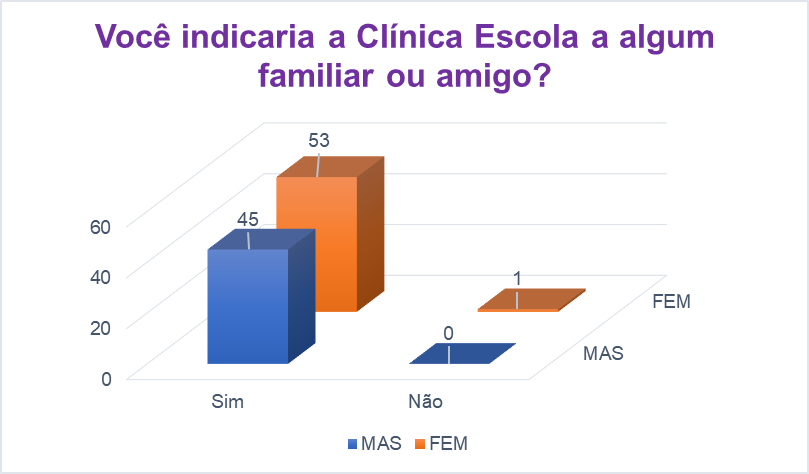 Você indicaria a Clínica Escola a algum
familiar ou amigo?
53
45
60
40
20
0
1
0
FEM
MAS
Sim
Não
MAS
FEM